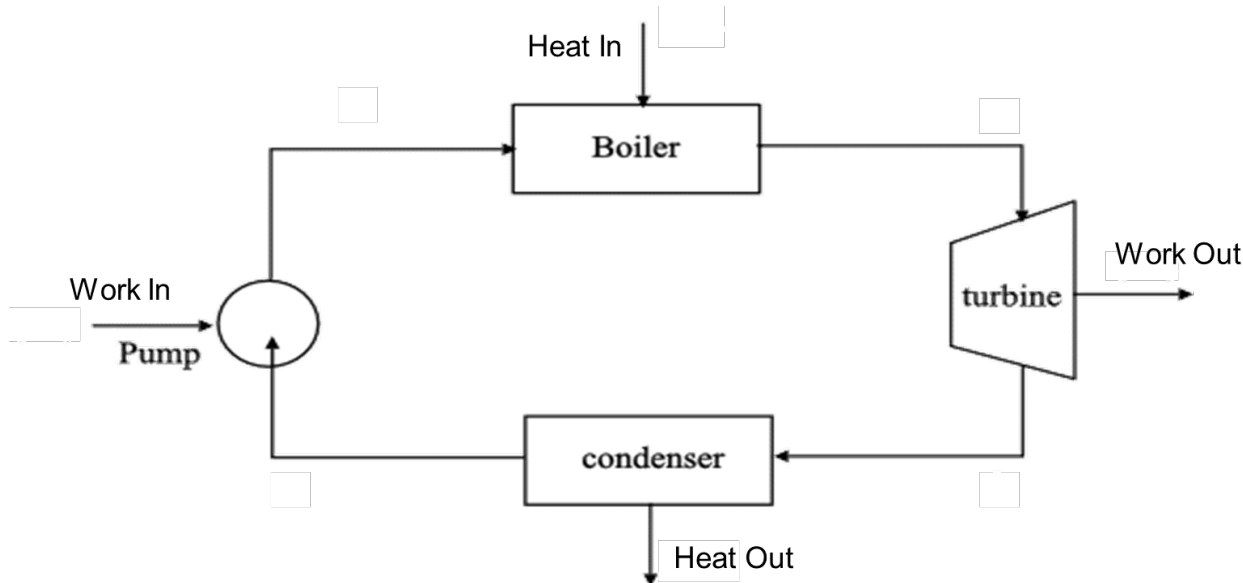 Heat In
Boiler
Work Out
Work In
turbine
Pump
condenser
Heat Out